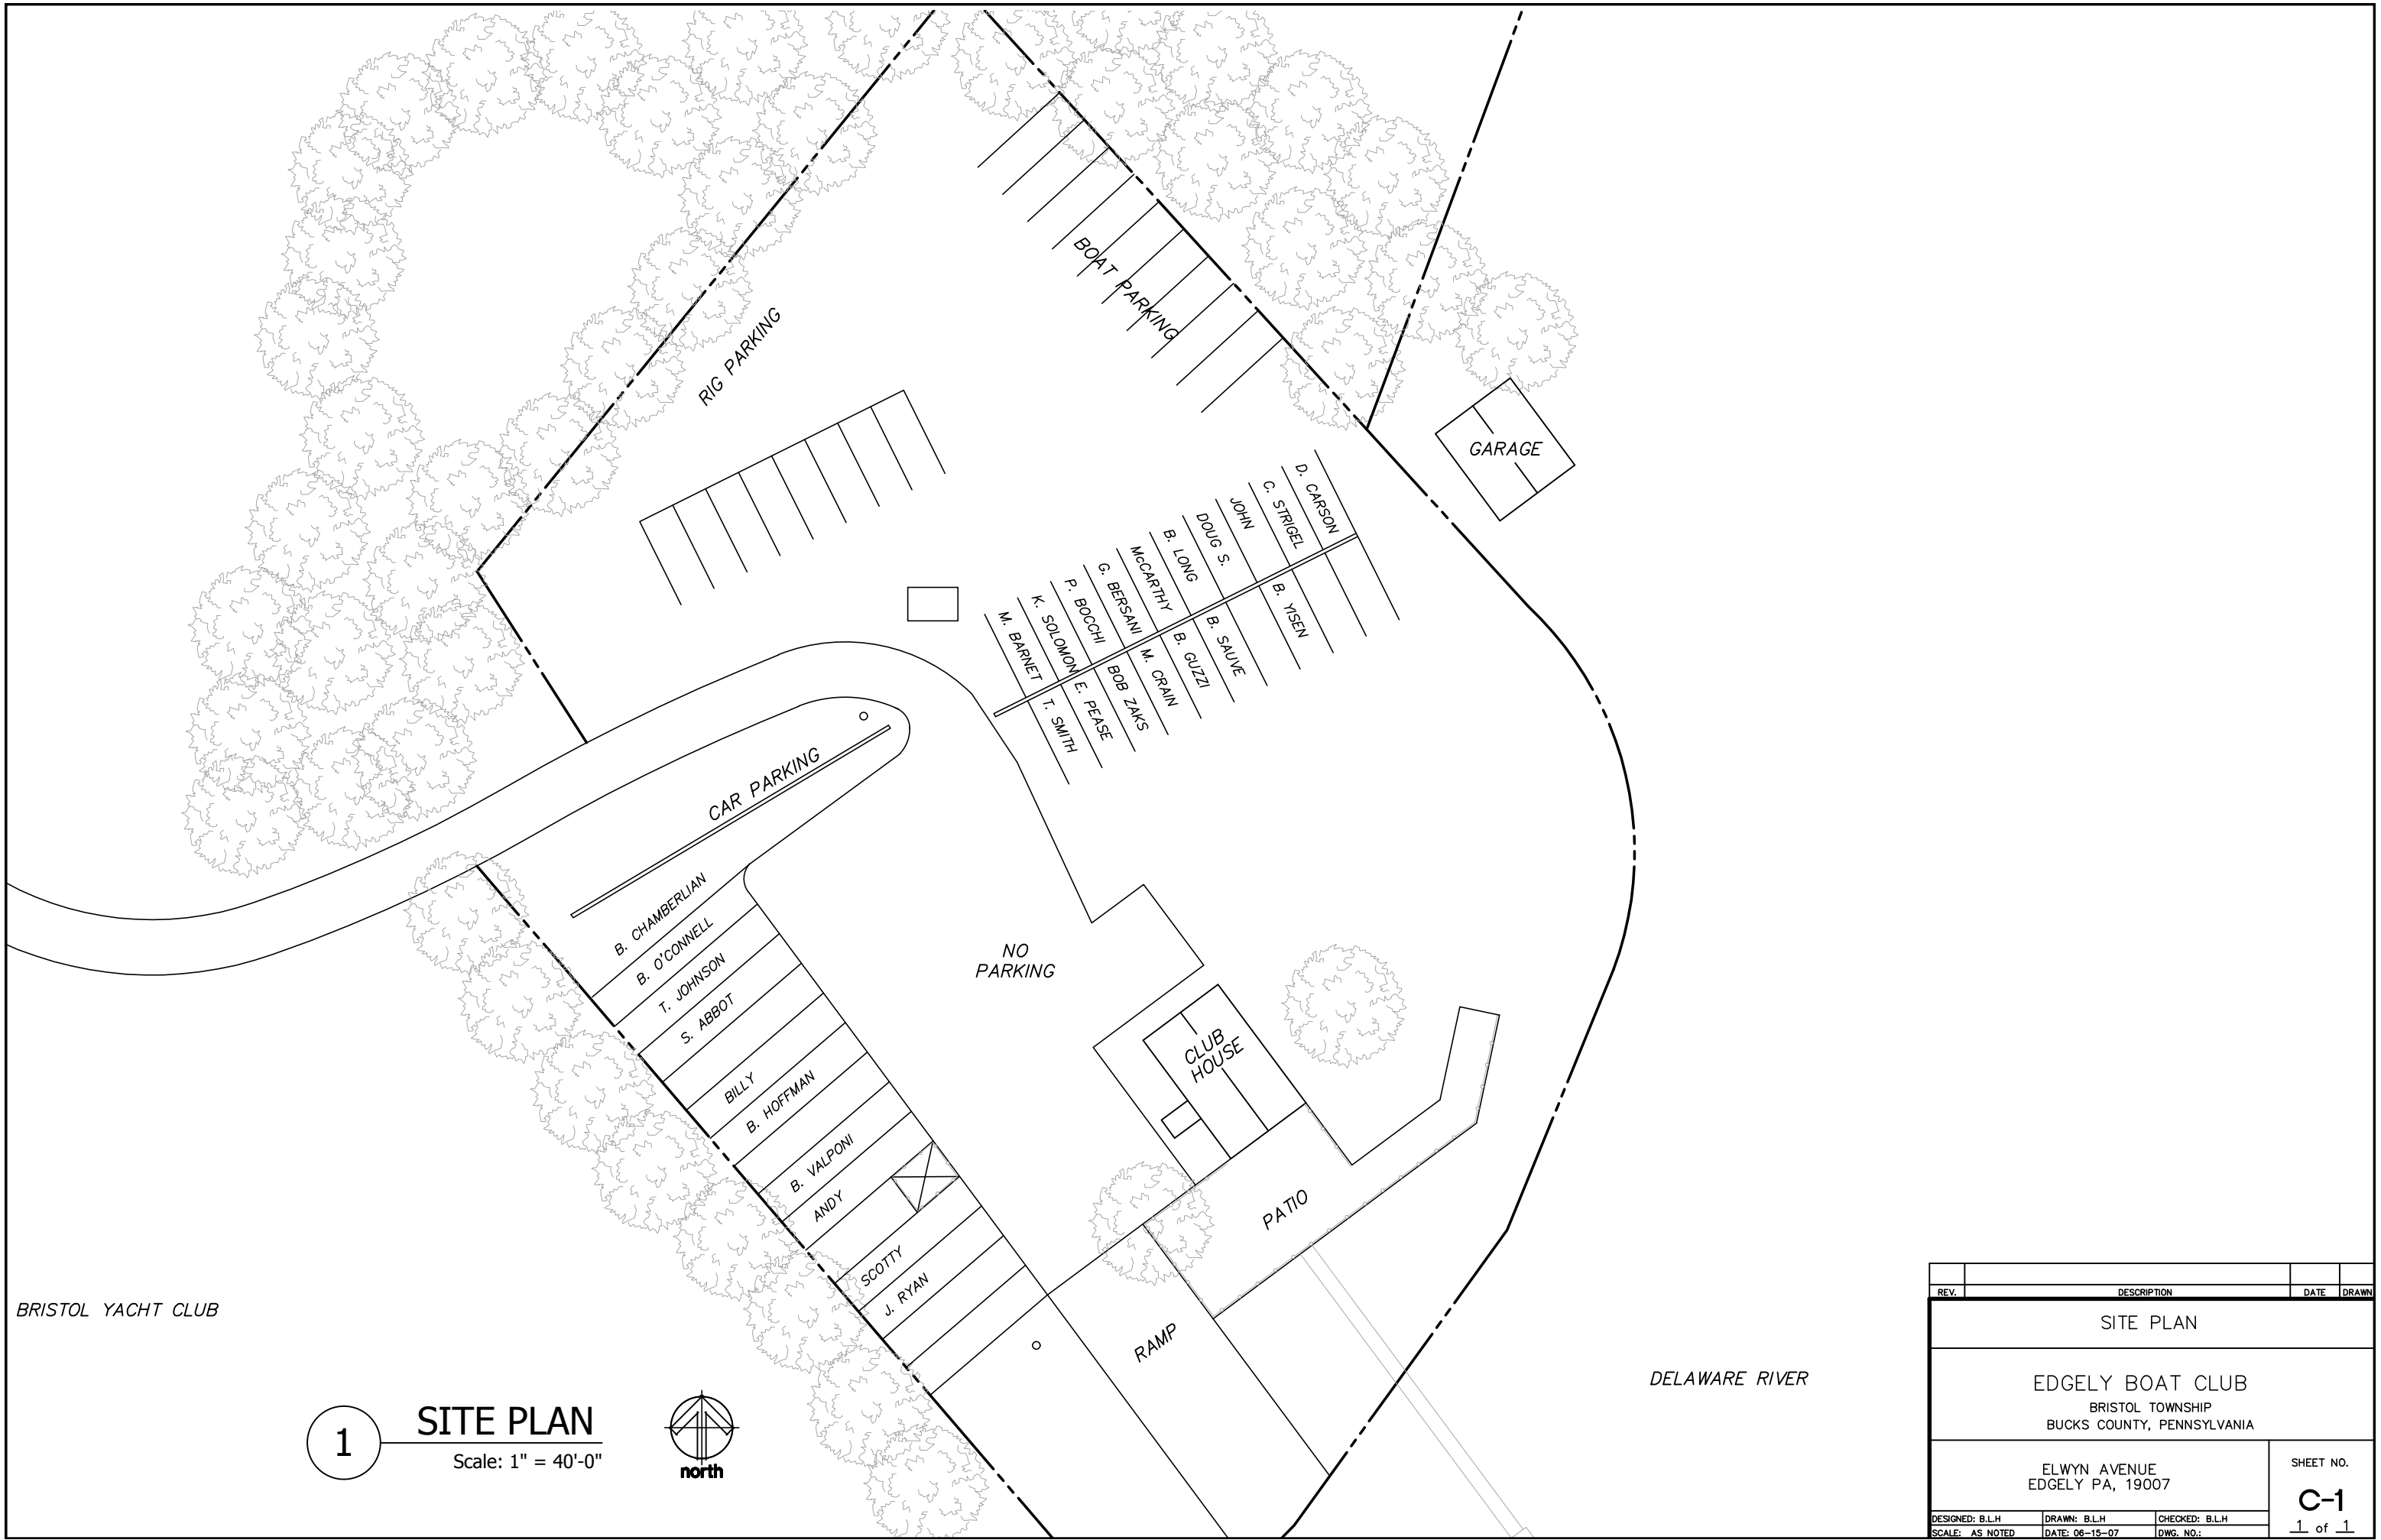 RIG PARKING
BOAT PARKING
GARAGE
D. CARSON
C. STRIGEL
JOHN
DOUG S.
B. LONG
McCARTHY
G. BERSANI
P. BOCCHI
K. SOLOMON
M. BARNET
B. YISEN
B. SAUVE
B. GUZZI
M. CRAIN
BOB ZAKS
E. PEASE
T. SMITH
CAR PARKING
B. CHAMBERLIAN
B. O'CONNELL
T. JOHNSON
S. ABBOT
BILLY
B. HOFFMAN
B. VALPONI
ANDY
SCOTTY
J. RYAN
NO
PARKING
CLUB
HOUSE
PATIO
RAMP
BRISTOL YACHT CLUB
DELAWARE RIVER
1
SITE PLAN
Scale: 1" = 40'-0"
north
REV. DESCRIPTION DATE DRAWN
SITE PLAN
EDGELY BOAT CLUB
BRISTOL TOWNSHIP
BUCKS COUNTY, PENNSYLVANIA
ELWYN AVENUE
EDGELY PA, 19007
SHEET NO.
C-1
1 of 1
DESIGNED: B.L.H DRAWN: B.L.H CHECKED: B.L.H
SCALE: AS NOTED DATE: 06-15-07 DWG. NO.: